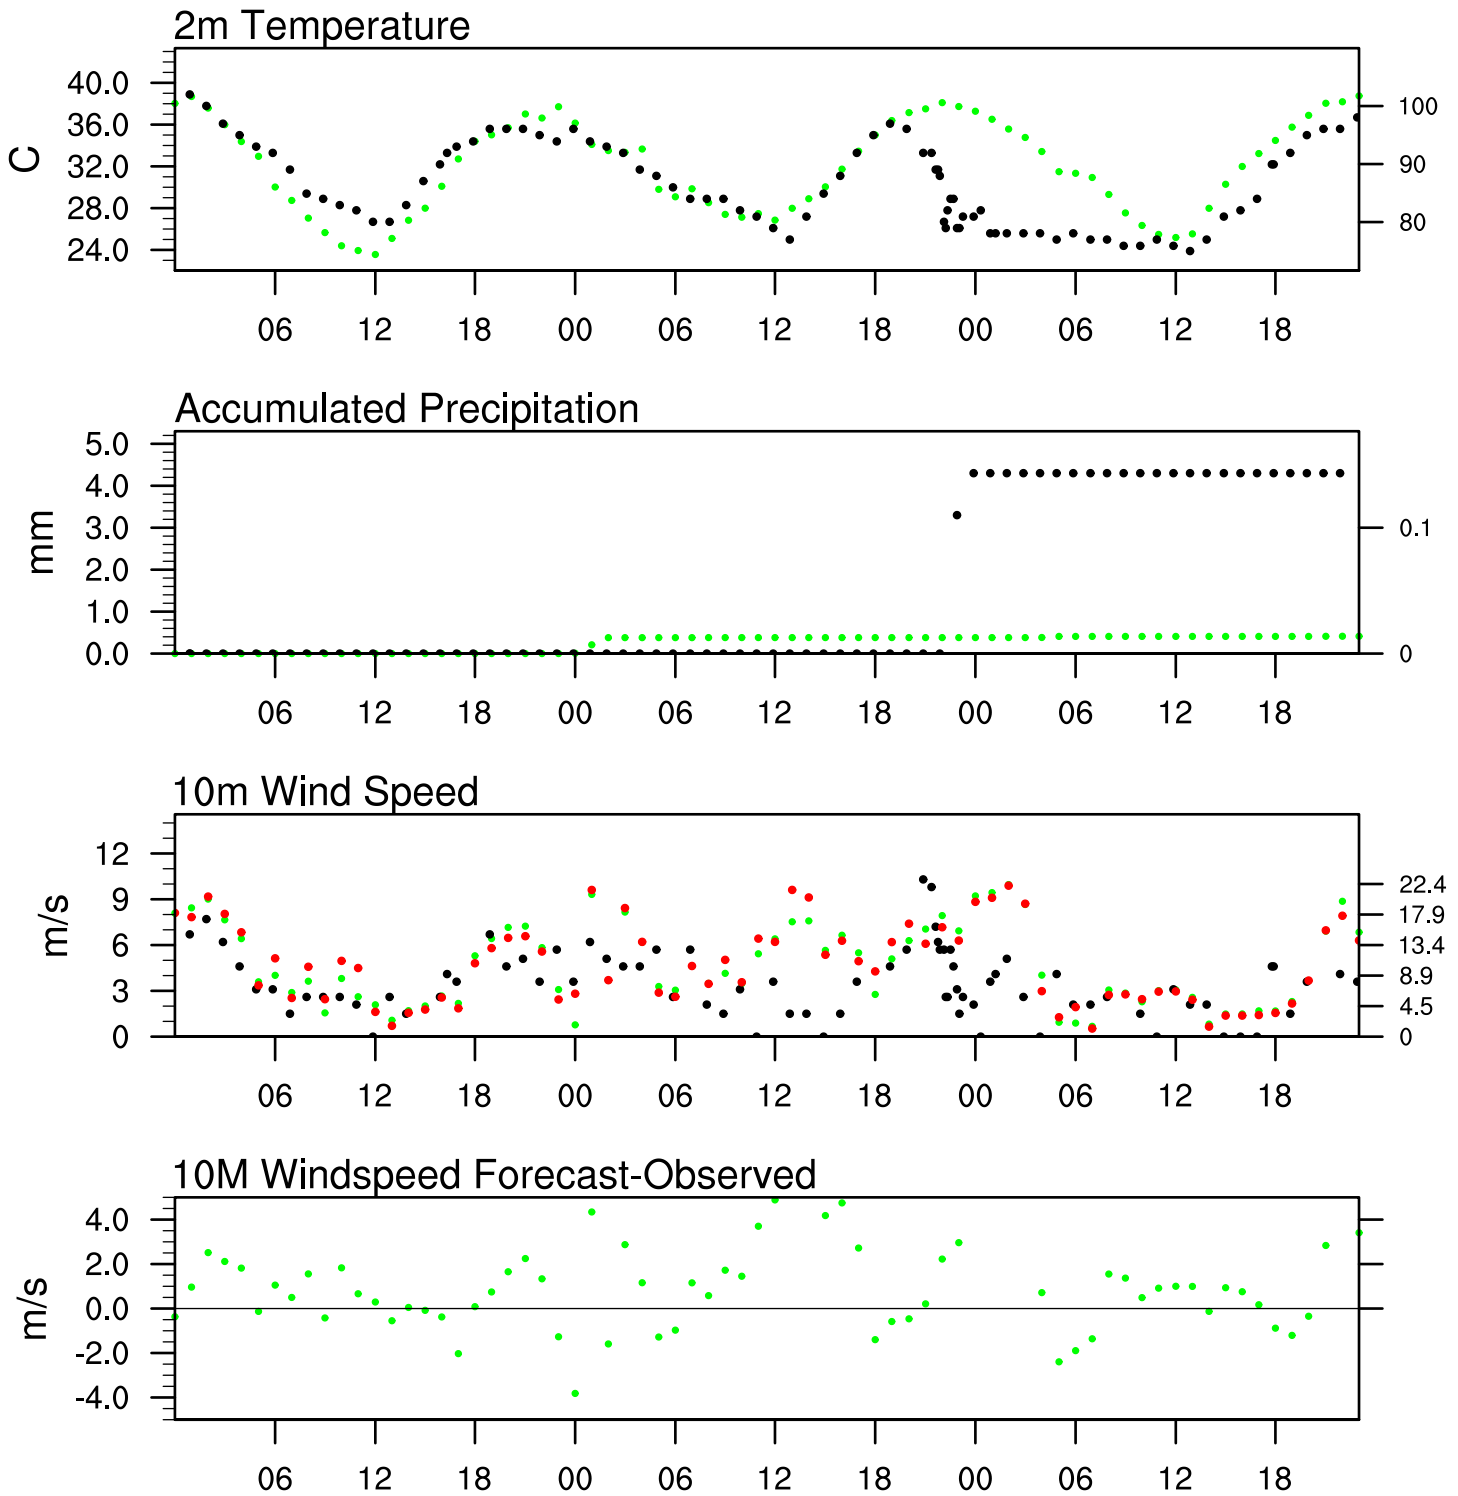 2m Temperature
40.0
36.0
32.0
28.0
24.0
C
100
90
80
06 12 18 00 06 12 18 00 06 12 18
Accumulated Precipitation
5.0
4.0
3.0
2.0
1.0
0.0
mm
0.1
0
06 12 18 00 06 12 18 00 06 12 18
10m Wind Speed
12
9
6
3
0
m/s
22.4
17.9
13.4
8.9
4.5
0
06 12 18 00 06 12 18 00 06 12 18
10M Windspeed Forecast-Observed
4.0
2.0
0.0
-2.0
-4.0
m/s
06 12 18 00 06 12 18 00 06 12 18